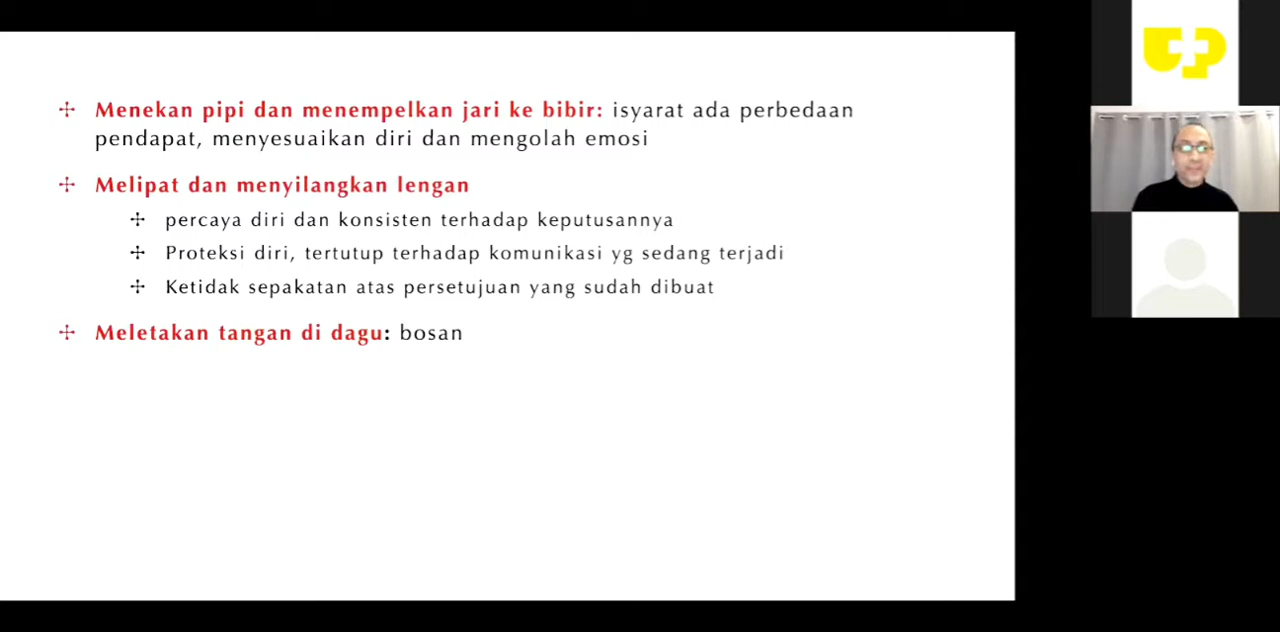 Menekan pipi dan menempelkan jari ke bibir: isyarat ada perbedaan
pendapat, menyesuaikan diri dan mengolah emosi
Melipat dan menyilangkan lengan
percaya diri dan konsisten terhadap keputusannya
Proteksi diri, tertutup terhadap komunikasi yg sedang terjadi
Ketidak sepakatan atas persetujuan yang sudah dibuat
Meletakan tangan di dagu: bosan